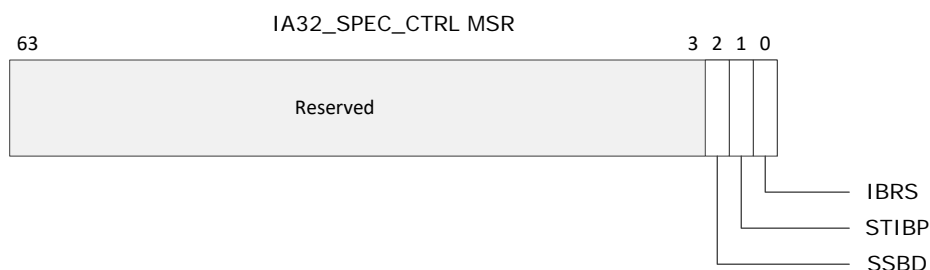 IA32_SPEC_CTRL MSR
63 3 2 1 0
Reserved
IBRS
STIBP
SSBD